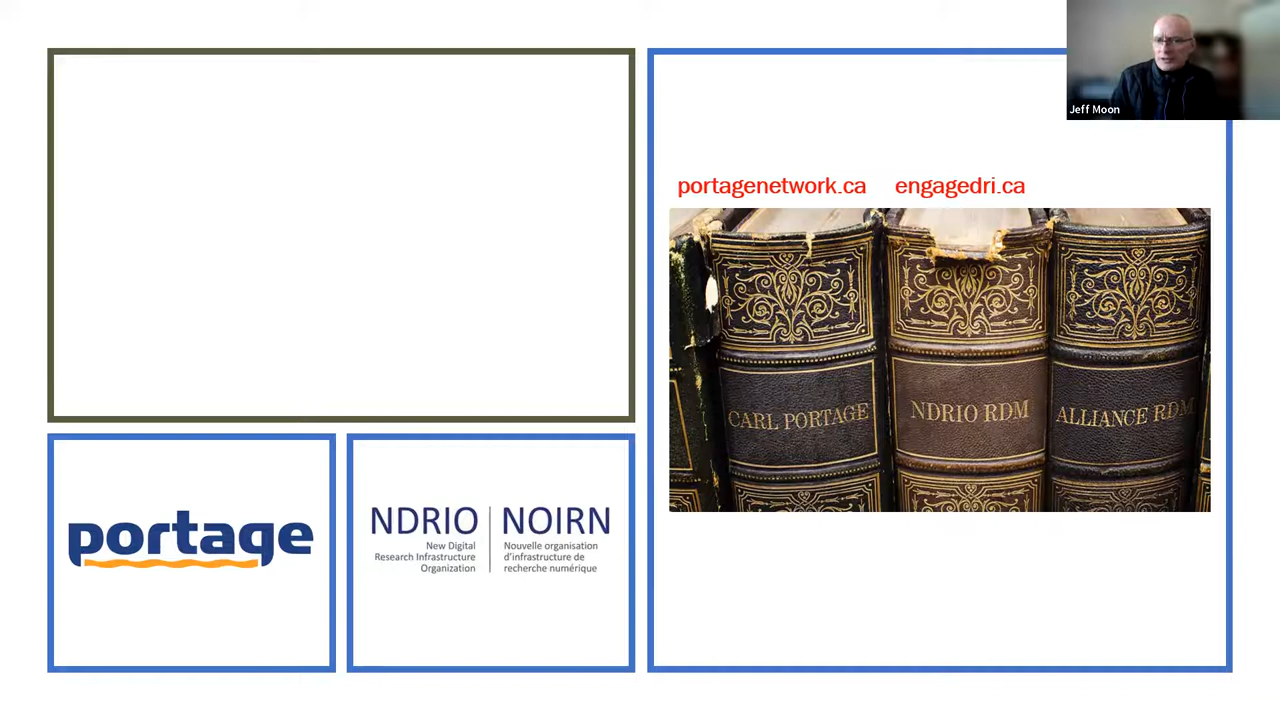 Jeff Moon
portagenetwork.ca engagedri.ca
CARL PORTAGE
NDRIO RDM
ALLIANCE RDM
portage
NDRIO NOIRN
New Digital
Research Infrastructure
Organization
Nouvelle organisation
d'infrastructure de
recherche numérique